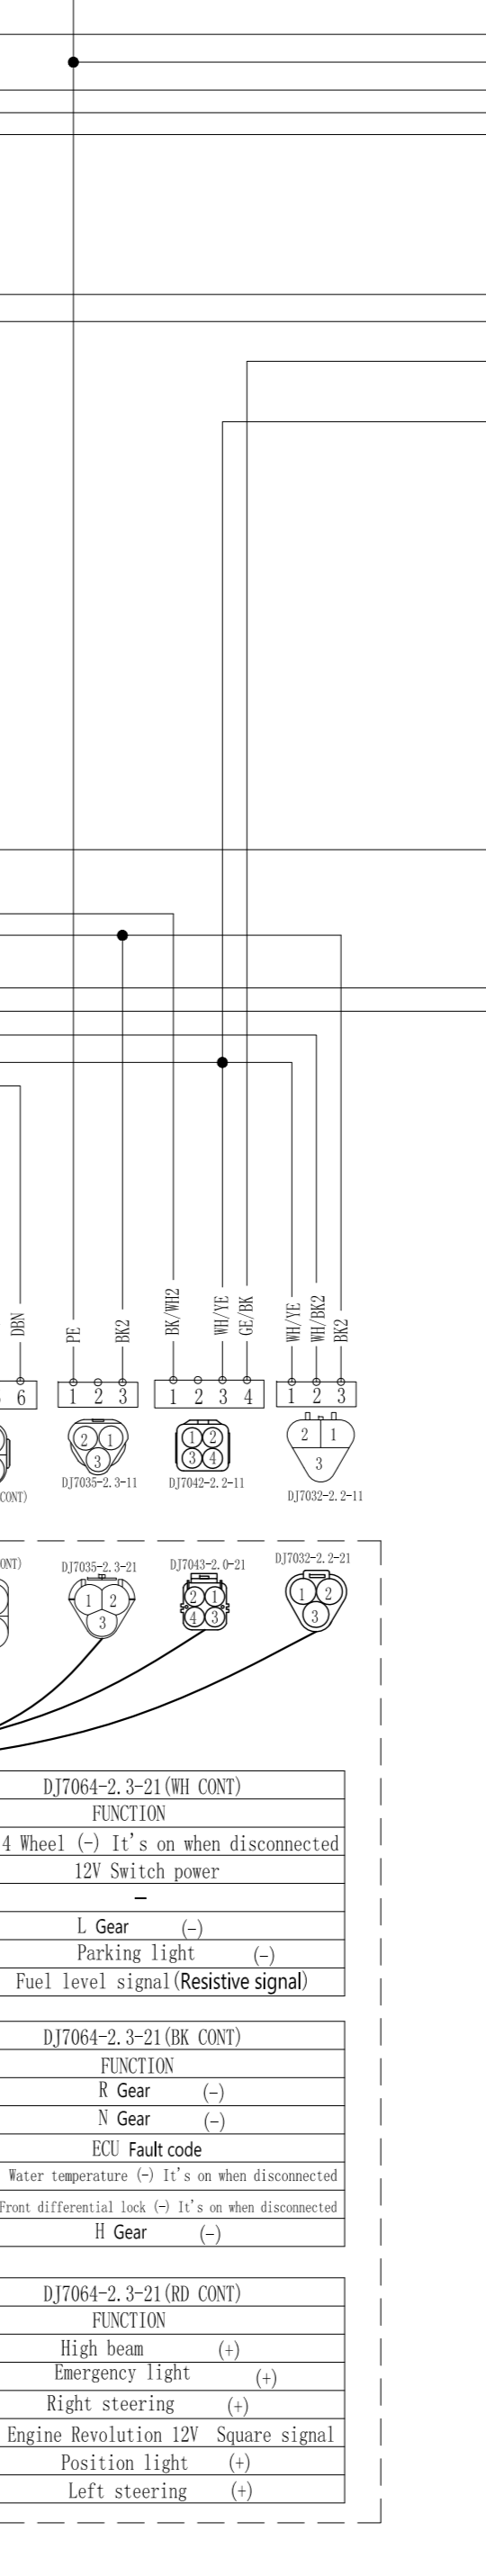 DBN
PE
BK2
BK/WH2
WH/YE
GE/BK
WH/YE
WH/BK2
BK2
6
1 2 3
1 2 3 4
1 2 3
2 1
3
1 2
3 4
2 1
3
DJ7035-2.3-11
DJ7042-2.2-11
DJ7032-2.2-11
CONT)
ONT)
DJ7035-2.3-21
DJ7043-2.0-21
DJ7032-2.2-21
1 2
3
2 1
4 3
1 2
3
DJ7064-2.3-21(WH CONT)
FUNCTION
4 Wheel (-) It's on when disconnected
12V Switch power
—
L Gear (-)
Parking light (-)
Fuel level signal(Resistive signal)
DJ7064-2.3-21(BK CONT)
FUNCTION
R Gear (-)
N Gear (-)
ECU Fault code
Water temperature (-) It's on when disconnected
Front differential lock (-) It's on when disconnected
H Gear (-)
DJ7064-2.3-21(RD CONT)
FUNCTION
High beam (+)
Emergency light (+)
Right steering (+)
Engine Revolution 12V Square signal
Position light (+)
Left steering (+)